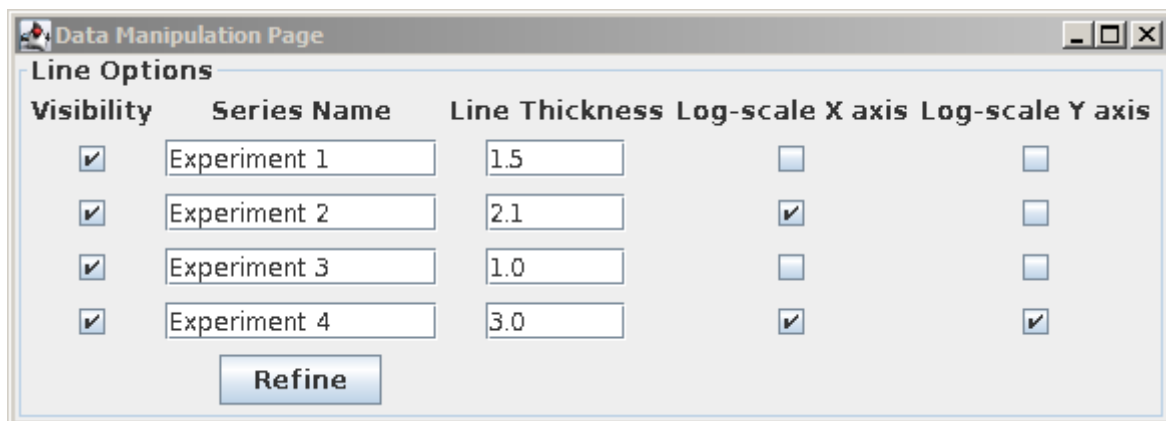 Data Manipulation Page
Line Options
Visibility Series Name Line Thickness Log-scale X axis Log-scale Y axis
Experiment 1 1.5
Experiment 2 2.1
Experiment 3 1.0
Experiment 4 3.0
Refine